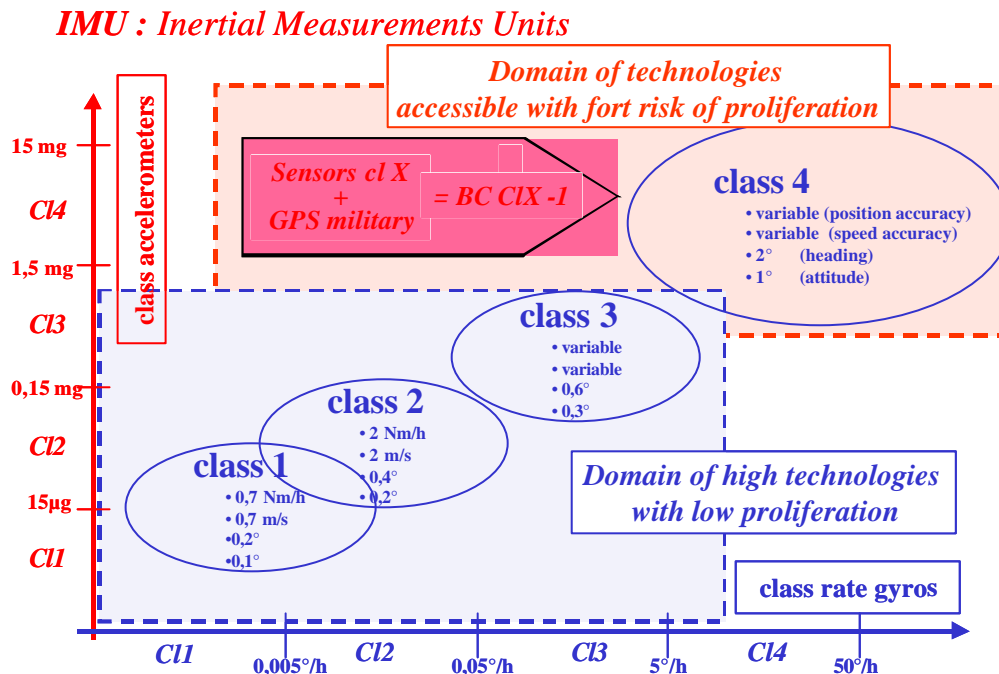 IMU : Inertial Measurements Units
Domain of technologies
accessible with fort risk of proliferation
class accelerometers
15 mg
Cl4
1,5 mg
Cl3
0,15 mg
Cl2
15µg
Cl1
Sensors cl X
+
GPS military
= BC ClX -1
class 4
• variable (position accuracy)
• variable (speed accuracy)
• 2° (heading)
• 1° (attitude)
class 3
• variable
• variable
• 0,6°
• 0,3°
class 2
• 2 Nm/h
• 2 m/s
• 0,4°
• 0,2°
class 1
• 0,7 Nm/h
• 0,7 m/s
•0,2°
•0,1°
Domain of high technologies
with low proliferation
class rate gyros
Cl1
0,005°/h
Cl2
0,05°/h
Cl3
5°/h
Cl4
50°/h